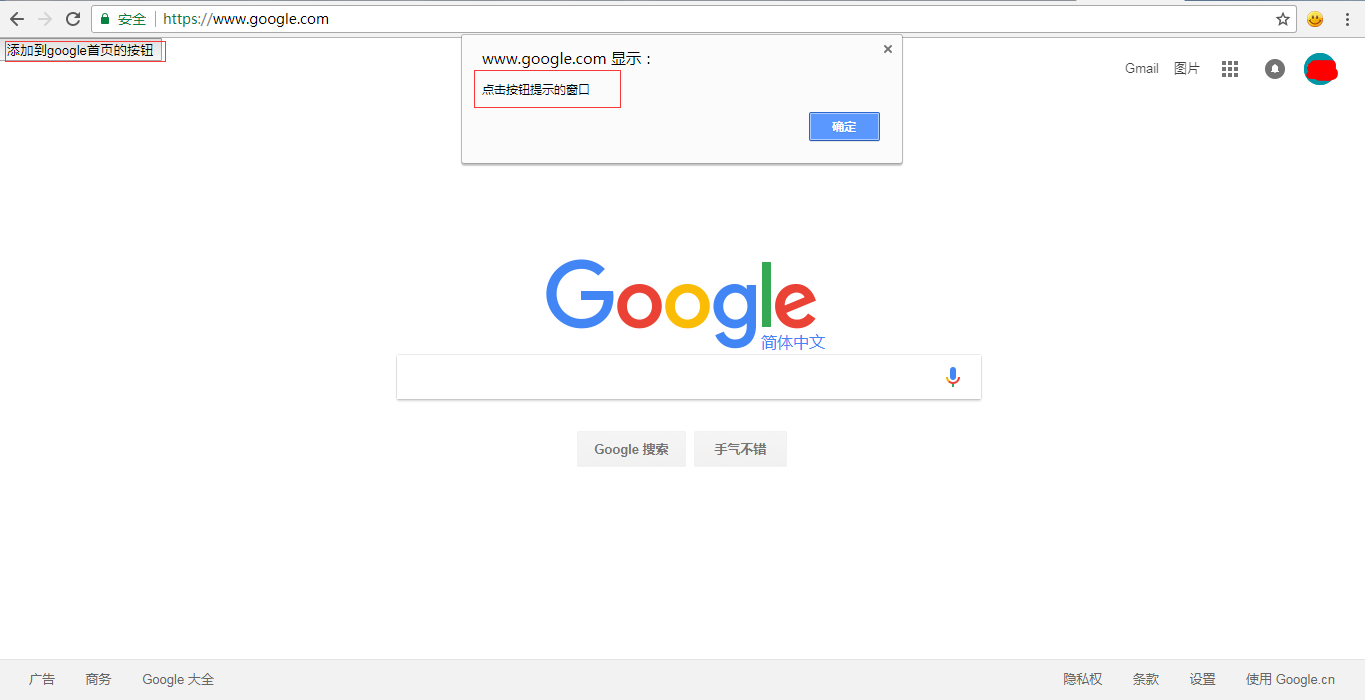 安全 https://www.google.com
添加到google首页的按钮
www.google.com 显示：
点击按钮提示的窗口
确定
Gmail 图片
Google
简体中文
Google 搜索 手气不错
广告 商务 Google 大全 隐私权 条款 设置 使用 Google.cn